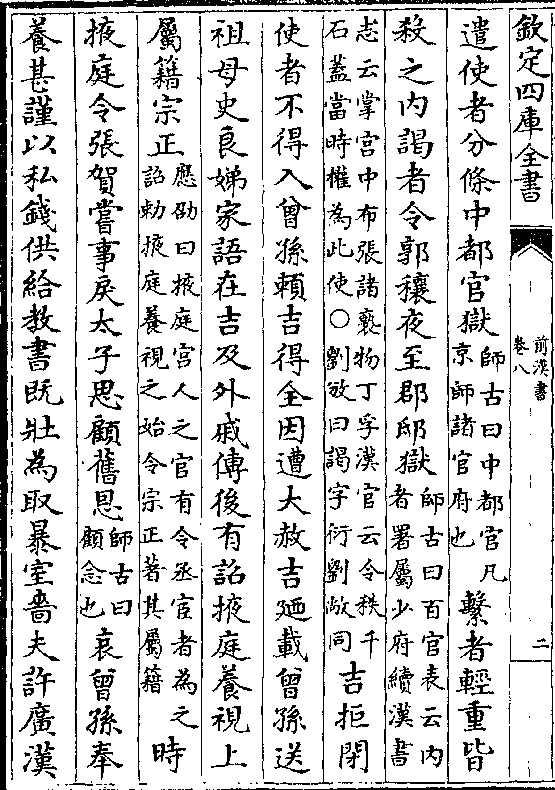 欽定四庫全書
前漢書
卷八
二
遣使者分條中都官獄師古曰中都官凡
京師諸官府也繫者輕重皆
殺之内謁者令郭穰夜至郡邸獄師古曰百官表云内
者署屬少府續漢書
志云掌宫中布張諸褻物丁孚漢官云令秩千
石蓋當時權為此使○劉攽曰謁字衍劉敞同吉拒閉
使者不得入曾孫頼吉得全因遭大赦吉廼載曾孫送
祖母史良娣家語在吉及外戚傳後有詔掖庭養視上
屬籍宗正應劭曰掖庭宫人之官有令丞宦者為之
詔勅掖庭養視之始令宗正著其屬籍時
掖庭令張賀嘗事戾太子思顧舊恩師古曰
顧念也哀曾孫奉
養甚謹以私錢供給教書既壯為取暴室嗇夫許廣漢